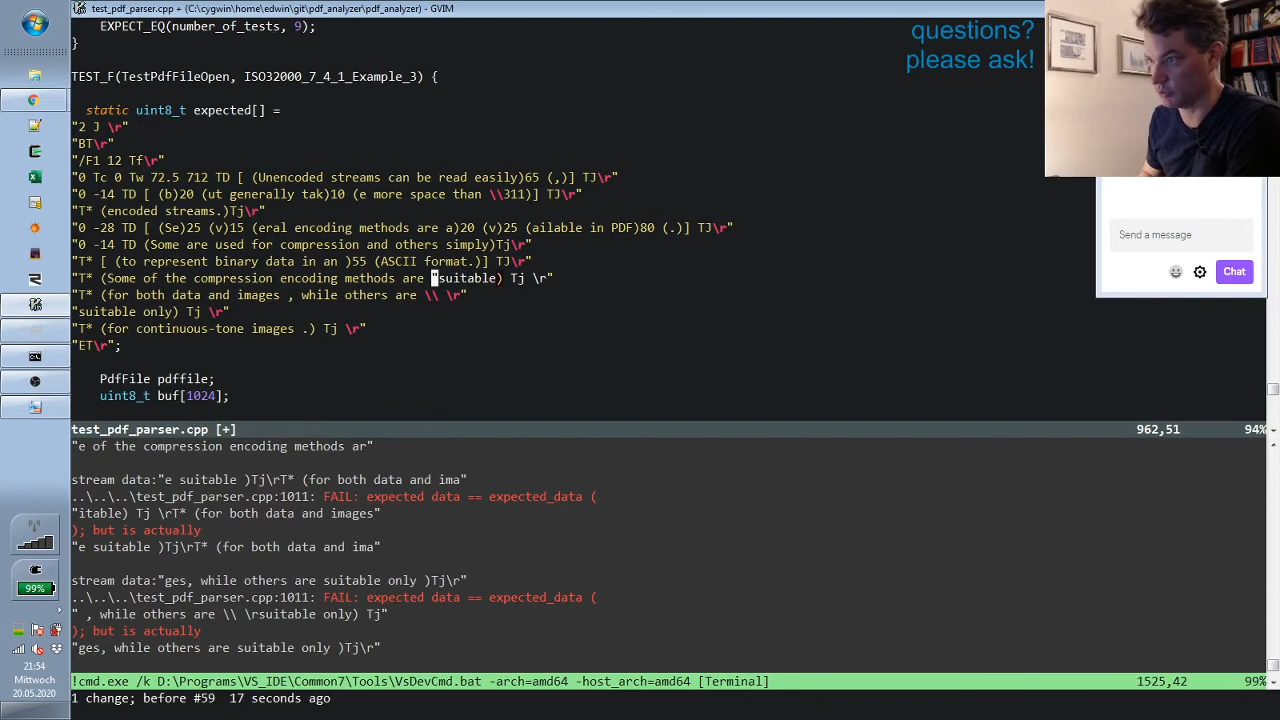 test_pdf_parser.cpp + (C:\cygwin\home\edwin\git\pdf_analyzer\pdf_analyzer) - GVIM
EXPECT_EQ(number_of_tests, 9);
}
TEST_F(TestPdfFileOpen, ISO32000_7_4_1_Example_3) {
static uint8_t expected[] =
"2 J \r"
"BT\r"
"/F1 12 Tf\r"
"0 Tc 0 Tw 72.5 712 TD [ (Unencoded streams can be read easily)65 (,)] TJ\r"
"0 -14 TD [ (b)20 (ut generally tak)10 (e more space than \\311)] TJ\r"
"T* (encoded streams.)Tj\r"
"0 -28 TD [ (Se)25 (v)15 (eral encoding methods are a)20 (v)25 (ailable in PDF)80 (.)] TJ\r"
"0 -14 TD (Some are used for compression and others simply)Tj\r"
"T* [ (to represent binary data in an )55 (ASCII format.)] TJ\r"
"T* (Some of the compression encoding methods are "suitable) Tj \r"
"T* (for both data and images , while others are \\ \r"
"suitable only) Tj \r"
"T* (for continuous-tone images .) Tj \r"
"ET\r";
PdfFile pdffile;
uint8_t buf[1024];
test_pdf_parser.cpp [+] 962,51 94%
"e of the compression encoding methods ar"
stream data:"e suitable )Tj\rT* (for both data and ima"
..\..\..\test_pdf_parser.cpp:1011: FAIL: expected data == expected_data (
"itable) Tj \rT* (for both data and images"
); but is actually
"e suitable )Tj\rT* (for both data and ima"
stream data:"ges, while others are suitable only )Tj\r"
..\..\..\test_pdf_parser.cpp:1011: FAIL: expected data == expected_data (
" , while others are \\ \rsuitable only) Tj"
); but is actually
"ges, while others are suitable only )Tj\r"
!cmd.exe /k D:\Programs\VS_IDE\Common7\Tools\VsDevCmd.bat -arch=amd64 -host_arch=amd64 [Terminal] 1525,42 99%
1 change; before #59 17 seconds ago
questions?
please ask!
Send a message
Chat
99%
21:54
Mittwoch
20.05.2020